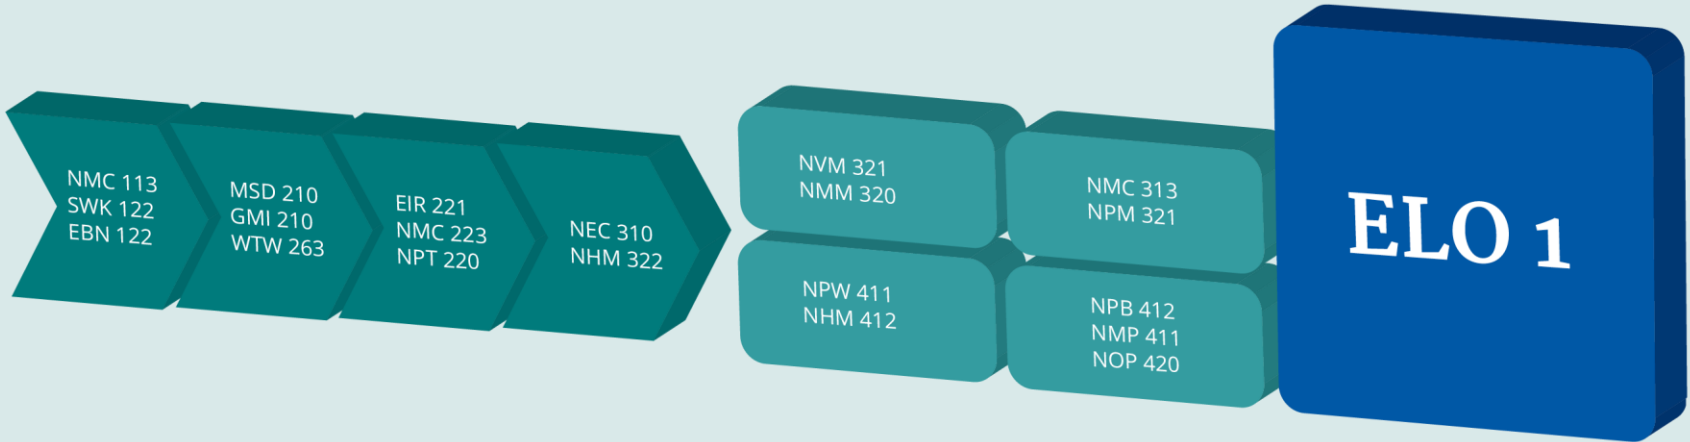 NMC 113
SWK 122
EBN 122
MSD 210
GMI 210
WTW 263
EIR 221
NMC 223
NPT 220
NEC 310
NHM 322
NVM 321
NMM 320
NMC 313
NPM 321
NPW 411
NHM 412
NPB 412
NMP 411
NOP 420
ELO 1